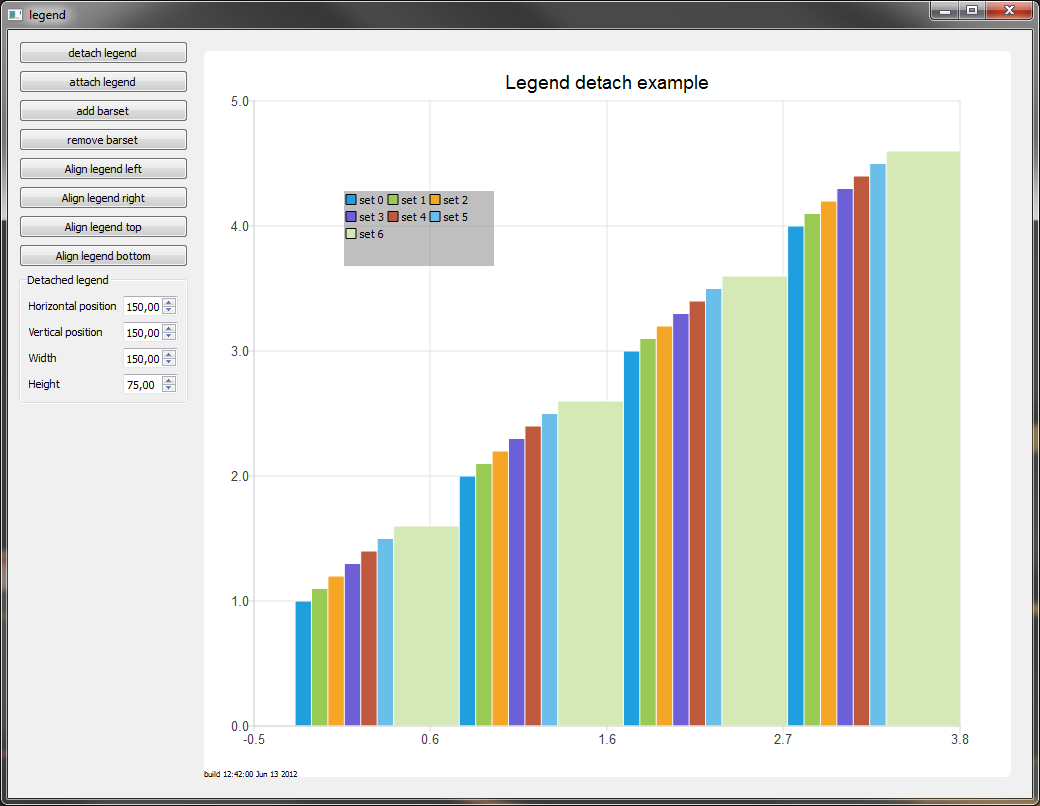 legend
detach legend
attach legend
add barset
remove barset
Align legend left
Align legend right
Align legend top
Align legend bottom
Detached legend
Horizontal position 150,00
Vertical position 150,00
Width 150,00
Height 75,00
Legend detach example
5.0
4.0
3.0
2.0
1.0
0.0
set 0 set 1 set 2
set 3 set 4 set 5
set 6
-0.5 0.6 1.6 2.7 3.8
build 12:42:00 Jun 13 2012